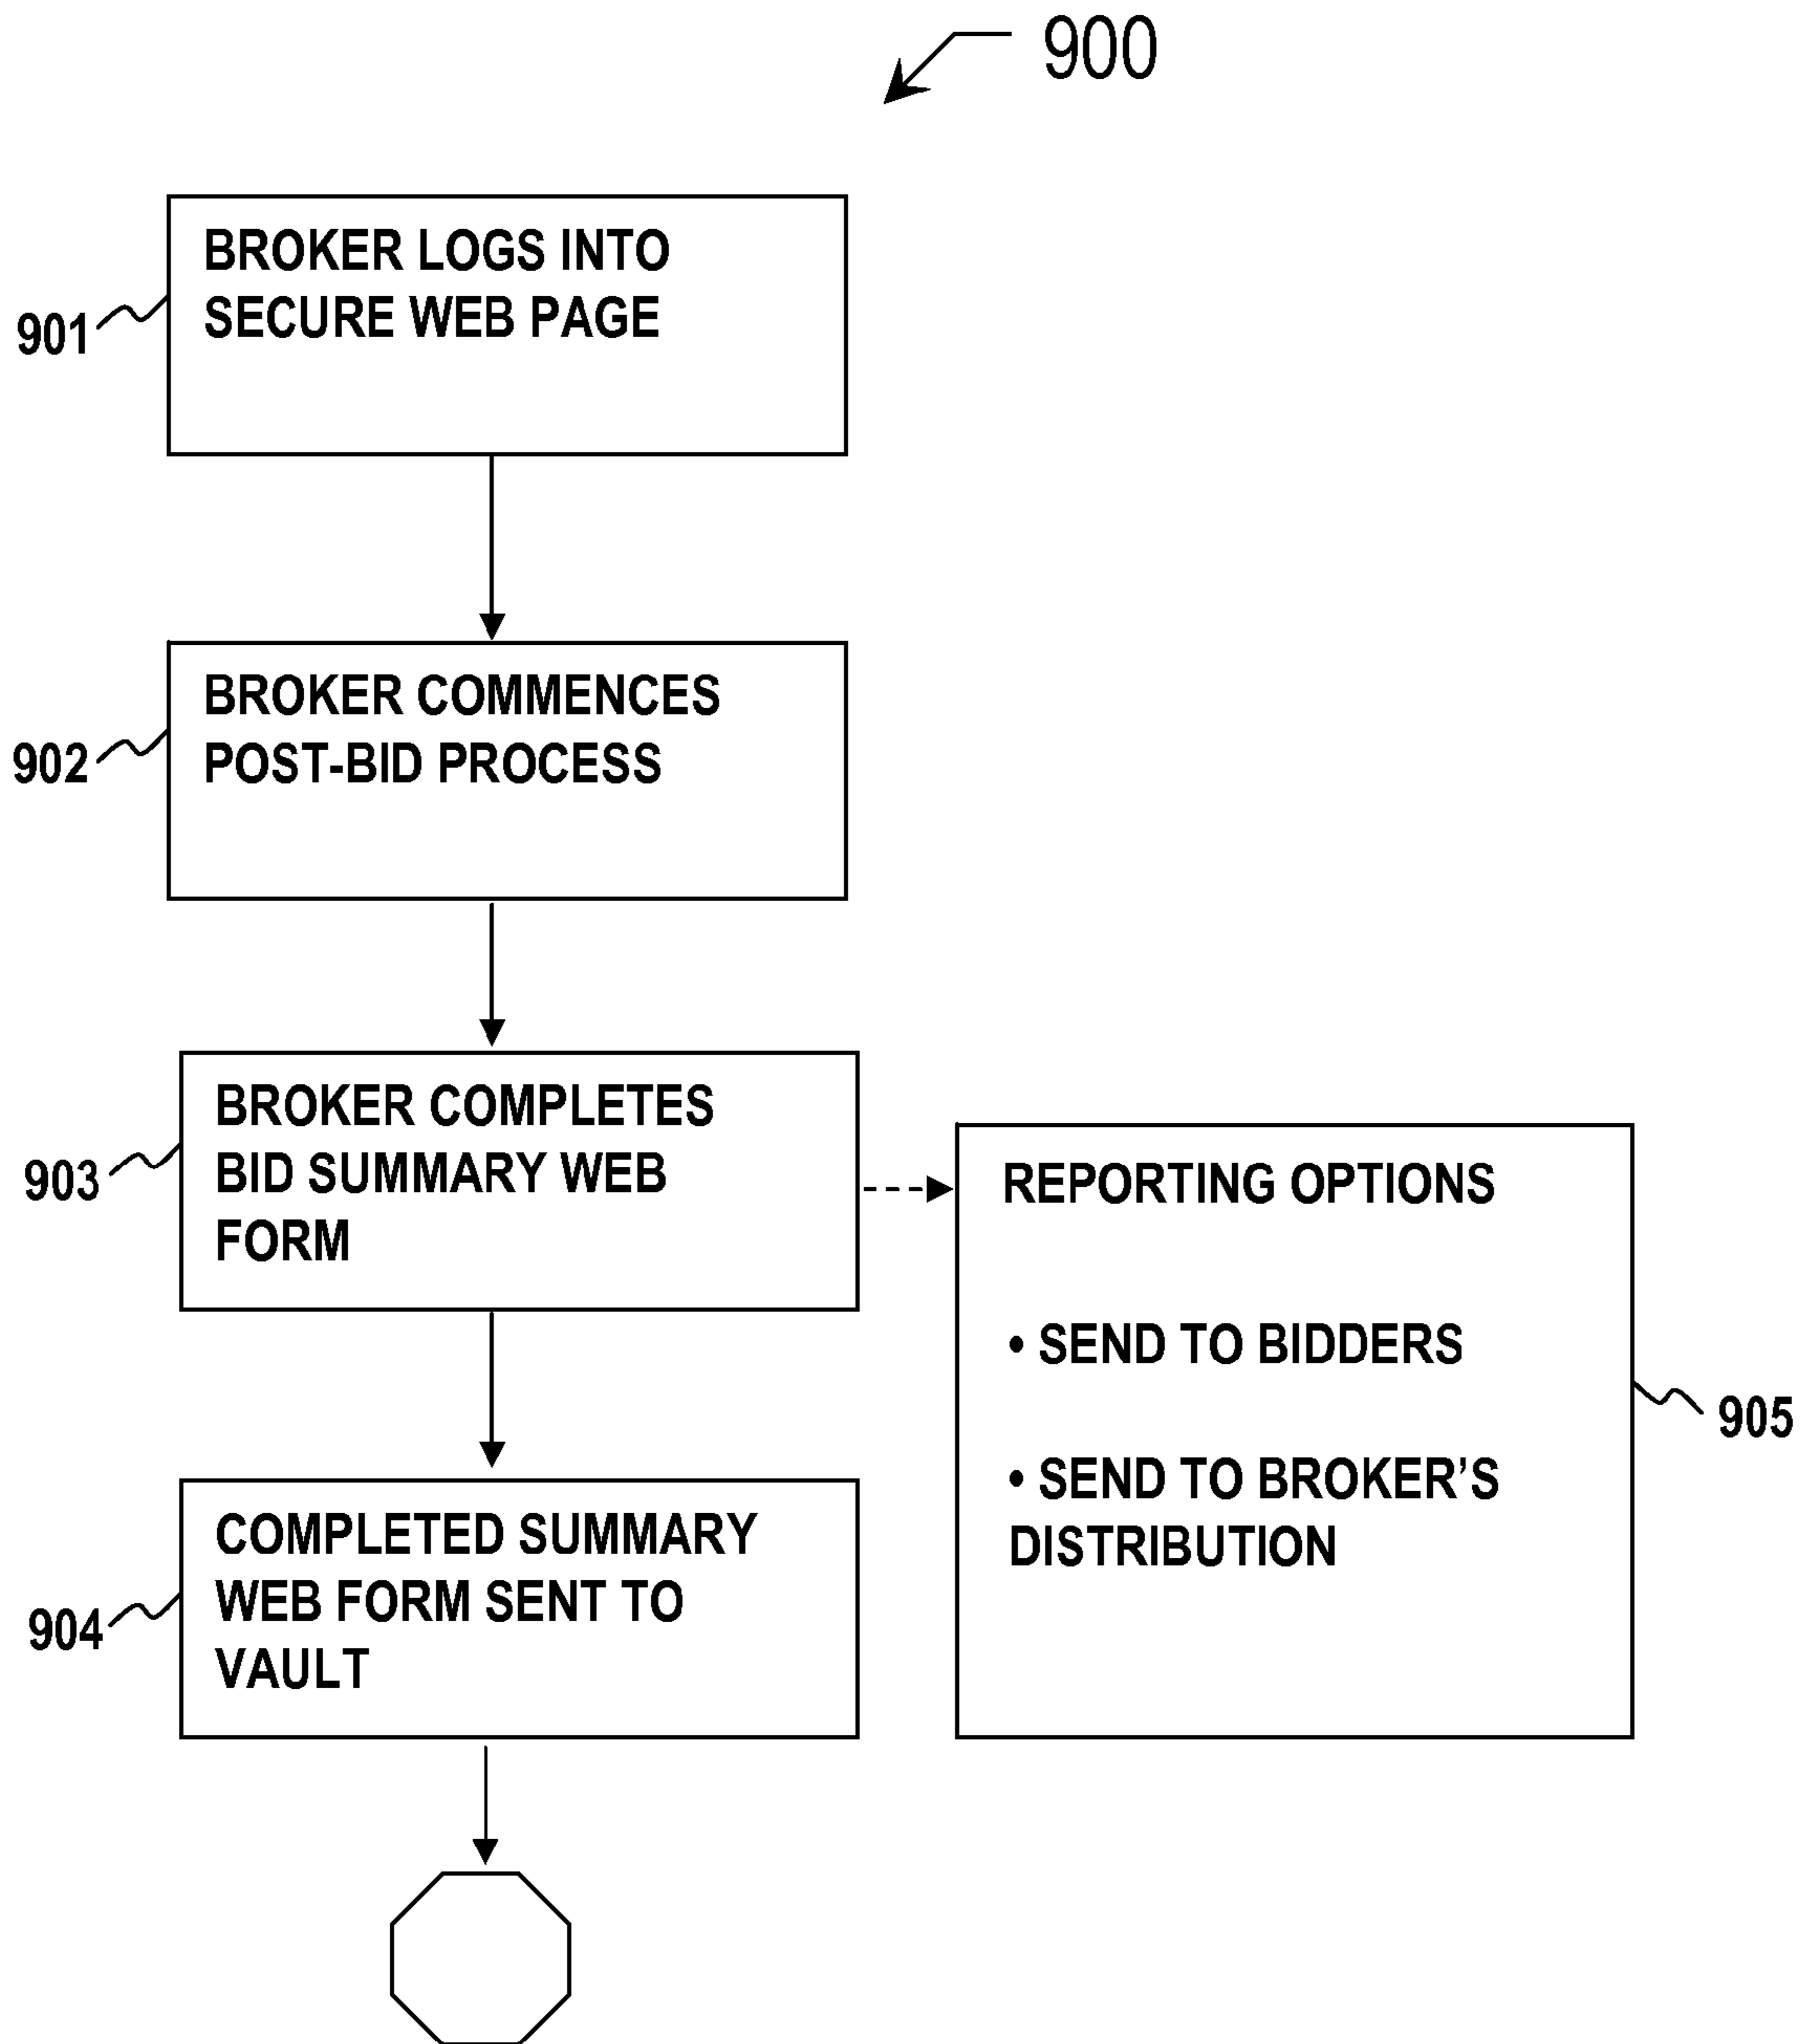 900
BROKER LOGS INTO
SECURE WEB PAGE
901
BROKER COMMENCES
POST-BID PROCESS
902
BROKER COMPLETES
BID SUMMARY WEB
FORM
903
REPORTING OPTIONS
• SEND TO BIDDERS
• SEND TO BROKER’S
DISTRIBUTION
905
COMPLETED SUMMARY
WEB FORM SENT TO
VAULT
904